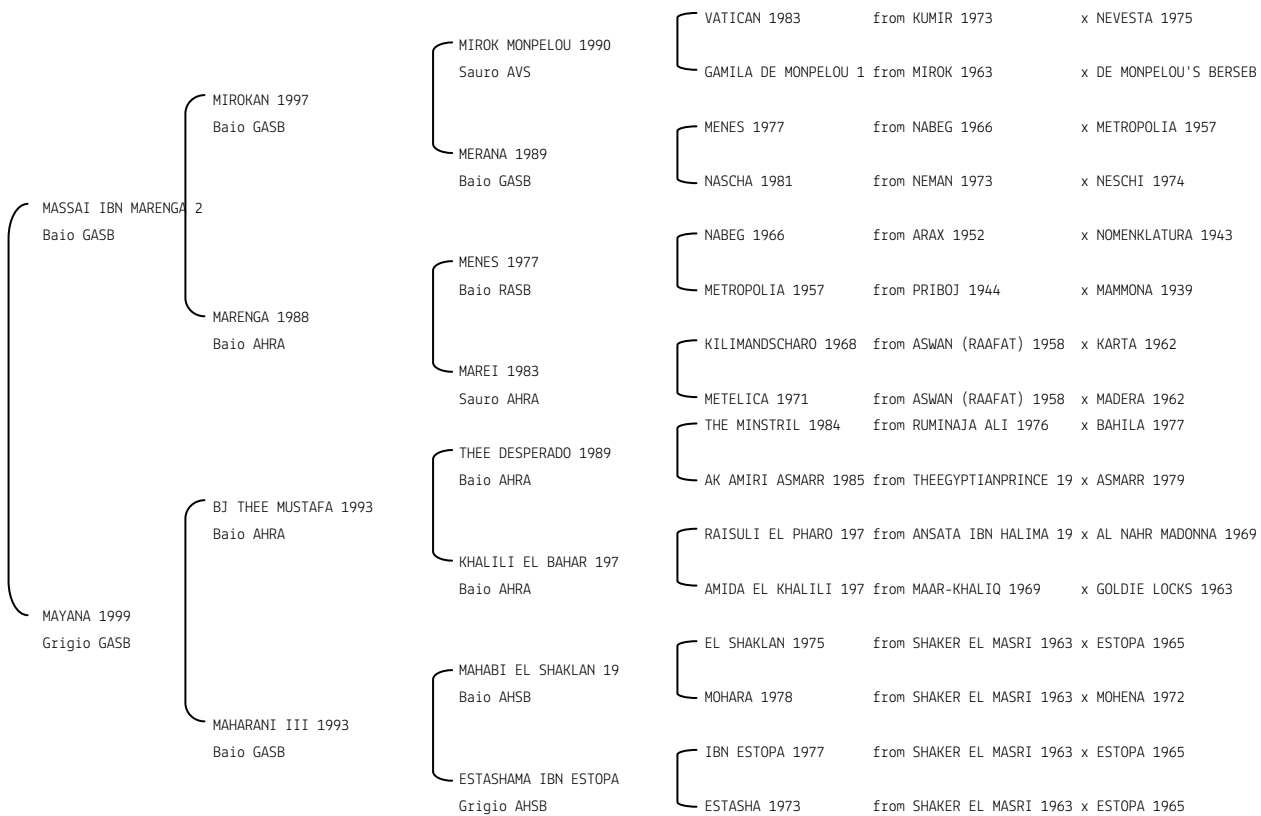 VATICAN 1983 from KUMIR 1973 x NEVESTA 1975
MIROK MONPELOU 1990
Sauro AVS
GAMILA DE MONPELOU 1 from MIROK 1963 x DE MONPELOU'S BERSEB
MIROKAN 1997
Baio GASB
MENES 1977 from NABEG 1966 x METROPOLIA 1957
MERANA 1989
Baio GASB
NASCHA 1981 from NEMAN 1973 x NESCHI 1974
MASSAI IBN MARENGA 2
Baio GASB
NABEG 1966 from ARAX 1952 x NOMENKLATURA 1943
MENES 1977
Baio RASB
METROPOLIA 1957 from PRIBOJ 1944 x MAMMONA 1939
MARENGA 1988
Baio AHRA
KILIMANDSCHARO 1968 from ASWAN (RAAFAT) 1958 x KARTA 1962
MAREI 1983
Sauro AHRA
METELICA 1971 from ASWAN (RAAFAT) 1958 x MADERA 1962
THE MINSTRIL 1984 from RUMINAJA ALI 1976 x BAHILA 1977
THEE DESPERADO 1989
Baio AHRA
AK AMIRI ASMARR 1985 from THEEGYPTIANPRINCE 19 x ASMARR 1979
BJ THEE MUSTAFA 1993
Baio AHRA
RAISULI EL PHARO 197 from ANSATA IBN HALIMA 19 x AL NAHR MADONNA 1969
KHALILI EL BAHAR 197
Baio AHRA
AMIDA EL KHALILI 197 from MAAR-KHALIQ 1969 x GOLDIE LOCKS 1963
MAYANA 1999
Grigio GASB
EL SHAKLAN 1975 from SHAKER EL MASRI 1963 x ESTOPA 1965
MAHABI EL SHAKLAN 19
Baio AHSB
MOHARA 1978 from SHAKER EL MASRI 1963 x MOHENA 1972
MAHARANI III 1993
Baio GASB
IBN ESTOPA 1977 from SHAKER EL MASRI 1963 x ESTOPA 1965
ESTASHAMA IBN ESTOPA
Grigio AHSB
ESTASHA 1973 from SHAKER EL MASRI 1963 x ESTOPA 1965